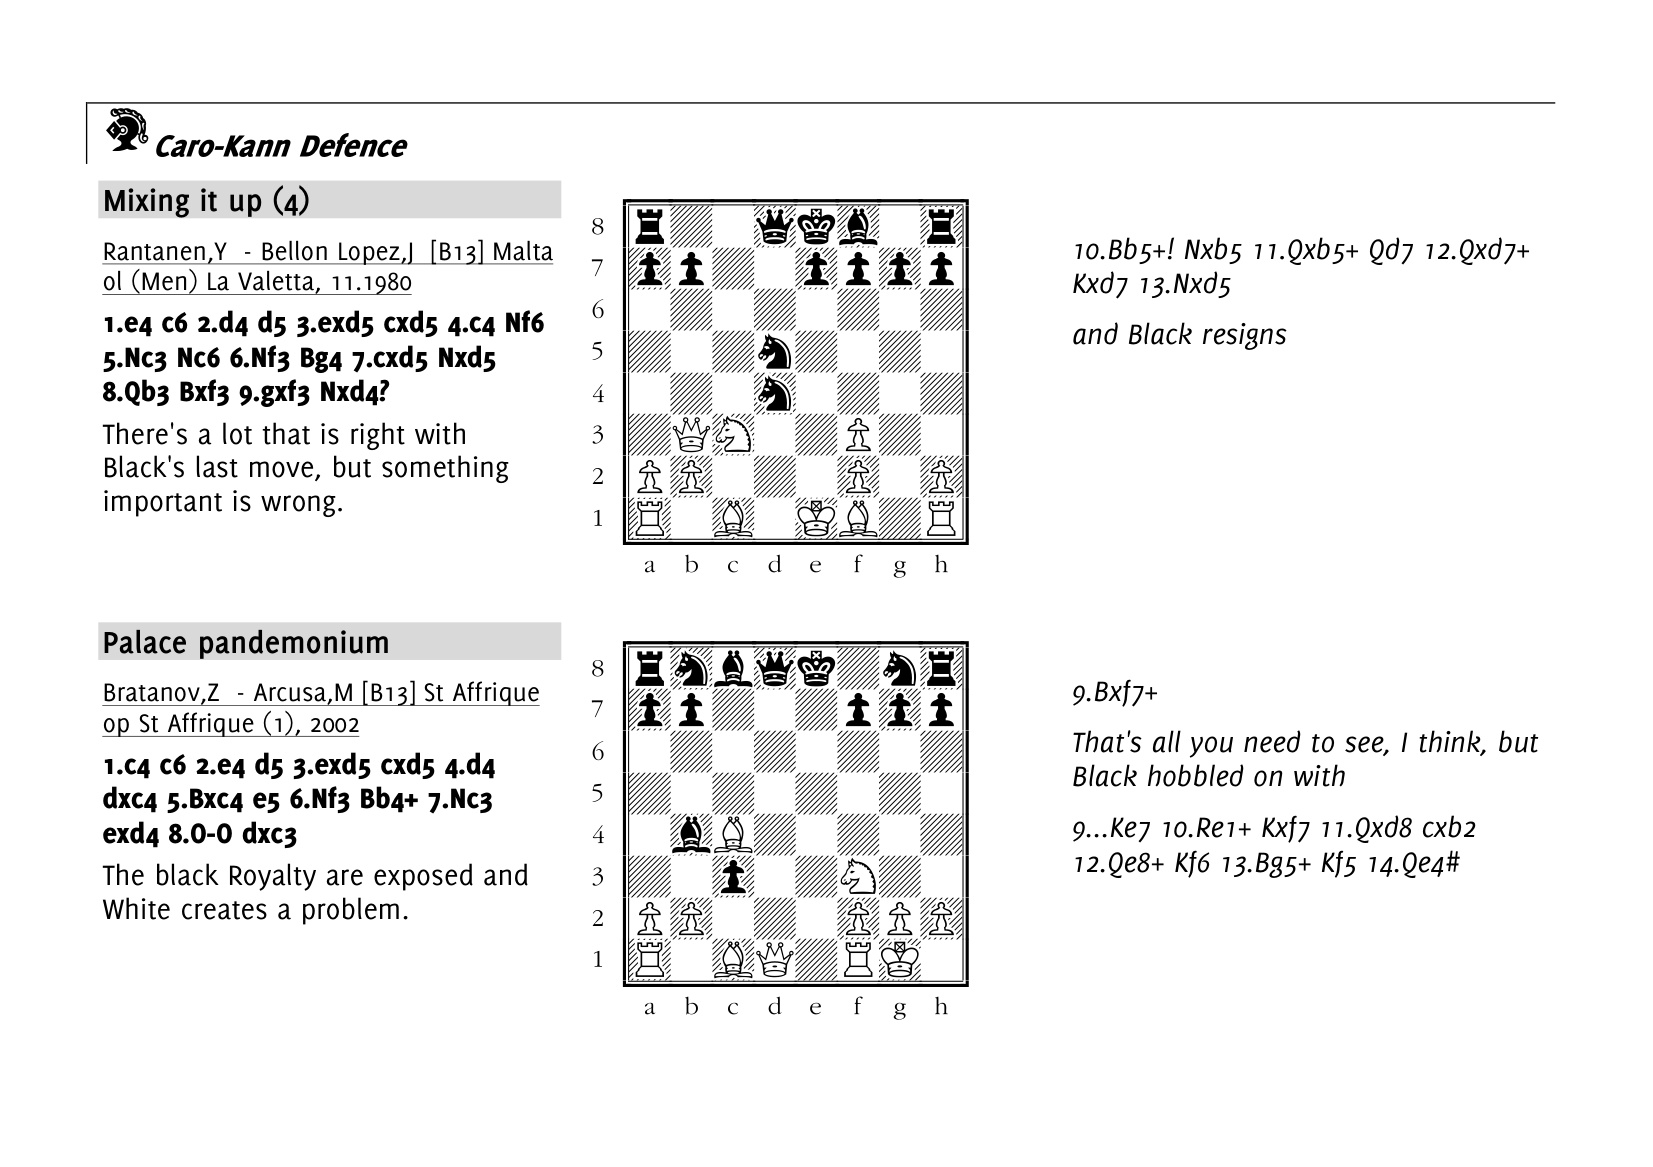 Caro-Kann Defence
Mixing it up (4)
Rantanen,Y - Bellon Lopez,J [B13] Malta
ol (Men) La Valetta, 11.1980
1.e4 c6 2.d4 d5 3.exd5 cxd5 4.c4 Nf6
5.Nc3 Nc6 6.Nf3 Bg4 7.cxd5 Nxd5
8.Qb3 Bxf3 9.gxf3 Nxd4?
There's a lot that is right with
Black's last move, but something
important is wrong.
8
7
6
5
4
3
2
1
a b c d e f g h
10.Bb5+! Nxb5 11.Qxb5+ Qd7 12.Qxd7+
Kxd7 13.Nxd5
and Black resigns
Palace pandemonium
Bratanov,Z - Arcusa,M [B13] St Affrique
op St Affrique (1), 2002
1.c4 c6 2.e4 d5 3.exd5 cxd5 4.d4
dxc4 5.Bxc4 e5 6.Nf3 Bb4+ 7.Nc3
exd4 8.0-0 dxc3
The black Royalty are exposed and
White creates a problem.
8
7
6
5
4
3
2
1
a b c d e f g h
9.Bxf7+
That's all you need to see, I think, but
Black hobbled on with
9...Ke7 10.Re1+ Kxf7 11.Qxd8 cxb2
12.Qe8+ Kf6 13.Bg5+ Kf5 14.Qe4#